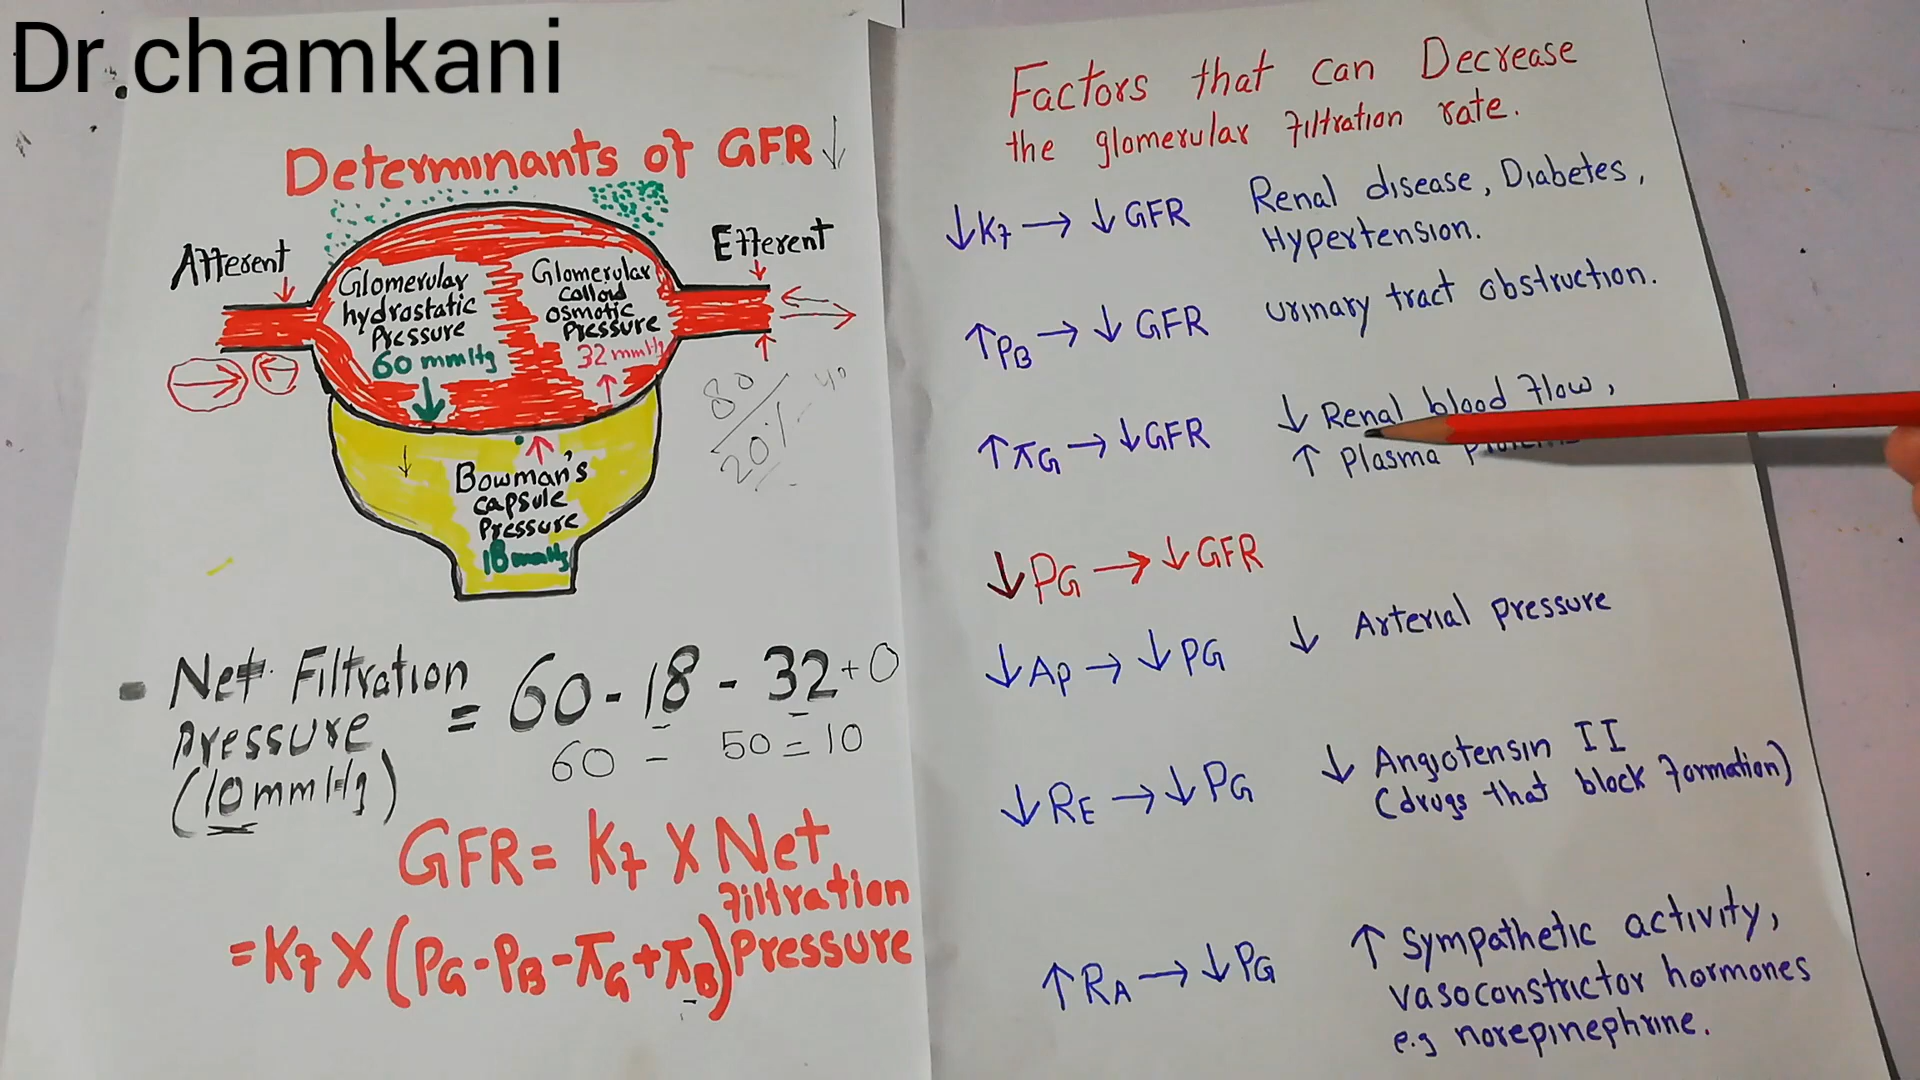 Dr.chamkani
Determinants of GFR ↓
Afferent
Efferent
Glomerular
hydrostatic
Pressure
60 mmHg
Glomerular
colloid
osmotic
Pressure
32 mmHg
Bowman's
capsule
Pressure
18 mmHg
80
20%
- Net Filtration
Pressure
(10 mmHg)
= 60 - 18 - 32 + 0
60 - 50 = 10
GFR = Kf X Net
filtration
Pressure
= Kf X (PG - PB - πG + πB)
Factors that can Decrease
the glomerular filtration rate.
↓Kf → ↓ GFR Renal disease, Diabetes,
Hypertension.
↑PB → ↓ GFR urinary tract obstruction.
↑πG → ↓GFR ↓ Renal blood flow,
↑ Plasma
↓PG → ↓ GFR
↓Ap → ↓ PG ↓ Arterial pressure
↓RE → ↓ PG ↓ Angiotensin II
(drugs that block formation)
↑RA → ↓PG ↑ Sympathetic activity,
vasoconstrictor hormones
e.g norepinephrine.